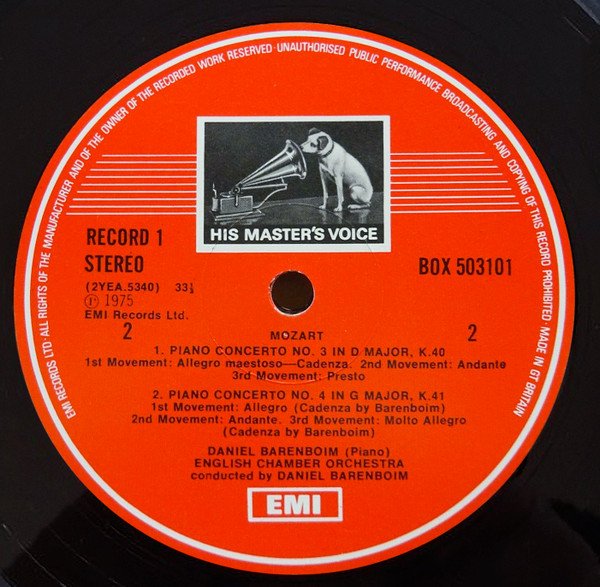 EMI RECORDS LTD·ALL RIGHTS OF THE MANUFACTURER AND OF THE OWNER OF THE RECORDED WORK RESERVED·UNAUTHORISED PUBLIC PERFORMANCE BROADCASTING AND COPYING OF THIS RECORD PROHIBITED MADE IN GT BRITAIN
HIS MASTER'S VOICE
RECORD 1
STEREO
BOX 503101
(2YEA.5340) 33⅓
Ⓟ 1975
EMI Records Ltd.
2 2
MOZART
1. PIANO CONCERTO NO. 3 IN D MAJOR, K.40
1st Movement: Allegro maestoso—Cadenza. 2nd Movement: Andante
3rd Movement: Presto
2. PIANO CONCERTO NO. 4 IN G MAJOR, K.41
1st Movement: Allegro (Cadenza by Barenboim)
2nd Movement: Andante. 3rd Movement: Molto Allegro
(Cadenza by Barenboim)
DANIEL BARENBOIM (Piano)
ENGLISH CHAMBER ORCHESTRA
conducted by DANIEL BARENBOIM
EMI